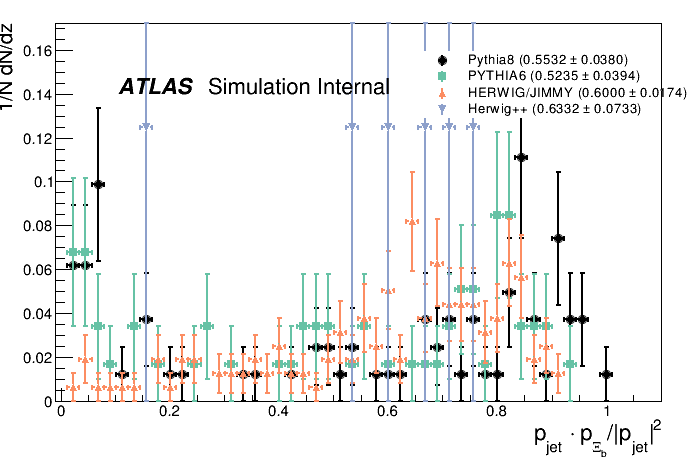 1/N dN/dz
0.16
0.14
0.12
0.1
0.08
0.06
0.04
0.02
0
ATLAS Simulation Internal
Pythia8 (0.5532 ± 0.0380)
PYTHIA6 (0.5235 ± 0.0394)
HERWIG/JIMMY (0.6000 ± 0.0174)
Herwig++ (0.6332 ± 0.0733)
0 0.2 0.4 0.6 0.8 1
p_jet · p_Ξ_b/|p_jet|²